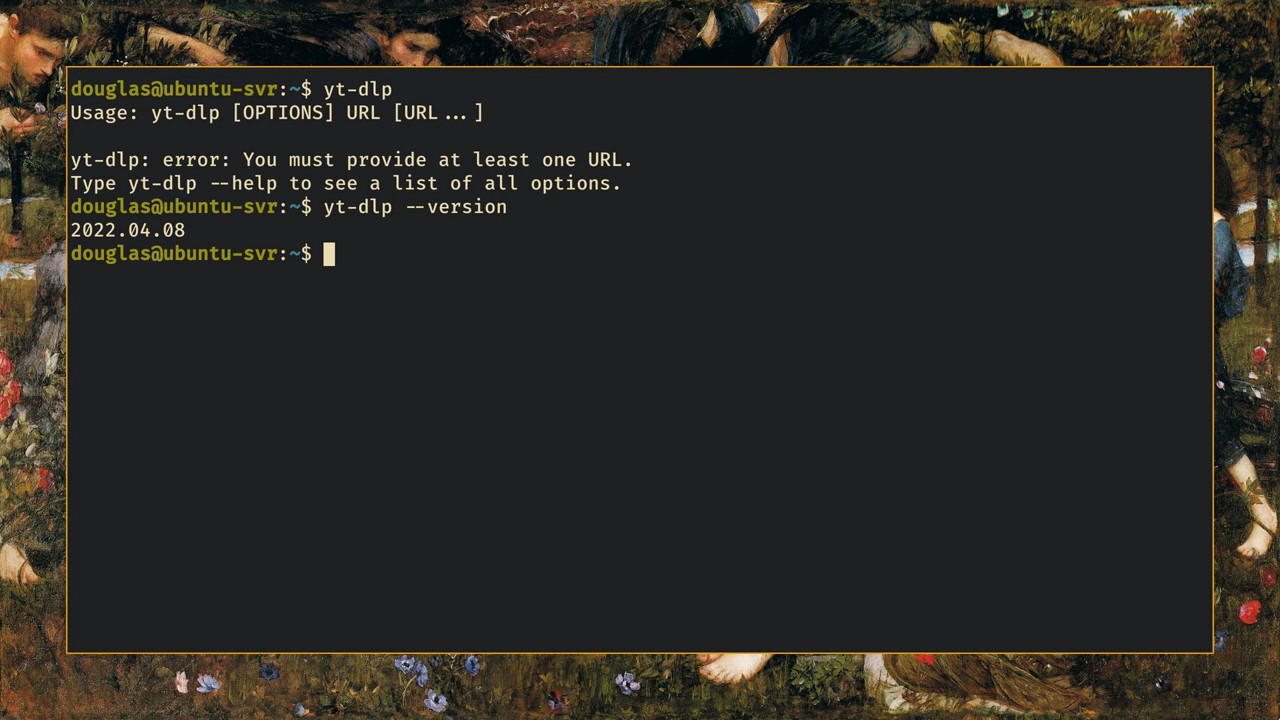 douglas@ubuntu-svr:~$ yt-dlp
Usage: yt-dlp [OPTIONS] URL [URL...]
yt-dlp: error: You must provide at least one URL.
Type yt-dlp --help to see a list of all options.
douglas@ubuntu-svr:~$ yt-dlp --version
2022.04.08
douglas@ubuntu-svr:~$